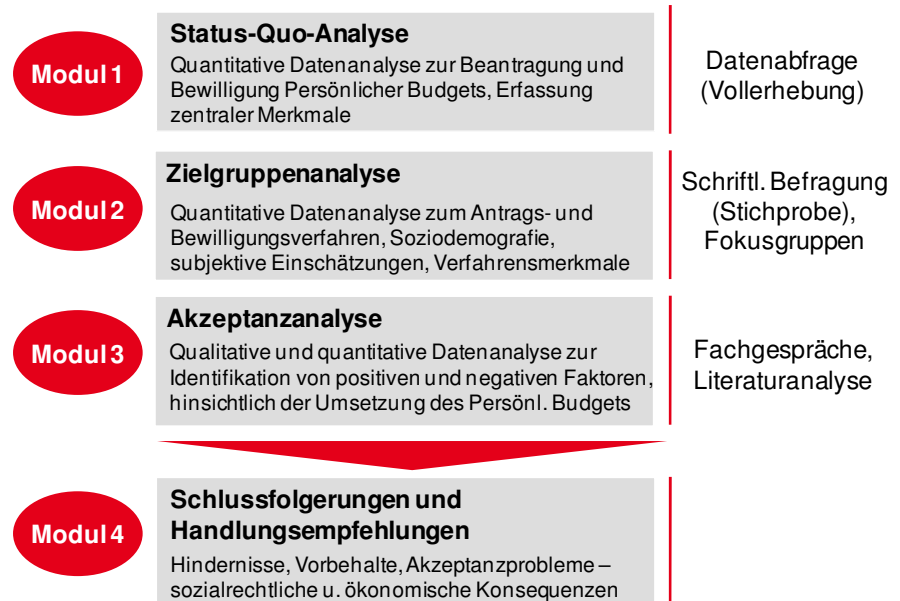 Modul 1
Status-Quo-Analyse
Quantitative Datenanalyse zur Beantragung und
Bewilligung Persönlicher Budgets, Erfassung
zentraler Merkmale
Datenabfrage
(Vollerhebung)
Modul 2
Zielgruppenanalyse
Quantitative Datenanalyse zum Antrags- und
Bewilligungsverfahren, Soziodemografie,
subjektive Einschätzungen, Verfahrensmerkmale
Schriftl. Befragung
(Stichprobe),
Fokusgruppen
Modul 3
Akzeptanzanalyse
Qualitative und quantitative Datenanalyse zur
Identifikation von positiven und negativen Faktoren,
hinsichtlich der Umsetzung des Persönl. Budgets
Fachgespräche,
Literaturanalyse
Modul 4
Schlussfolgerungen und
Handlungsempfehlungen
Hindernisse, Vorbehalte, Akzeptanzprobleme –
sozialrechtliche u. ökonomische Konsequenzen